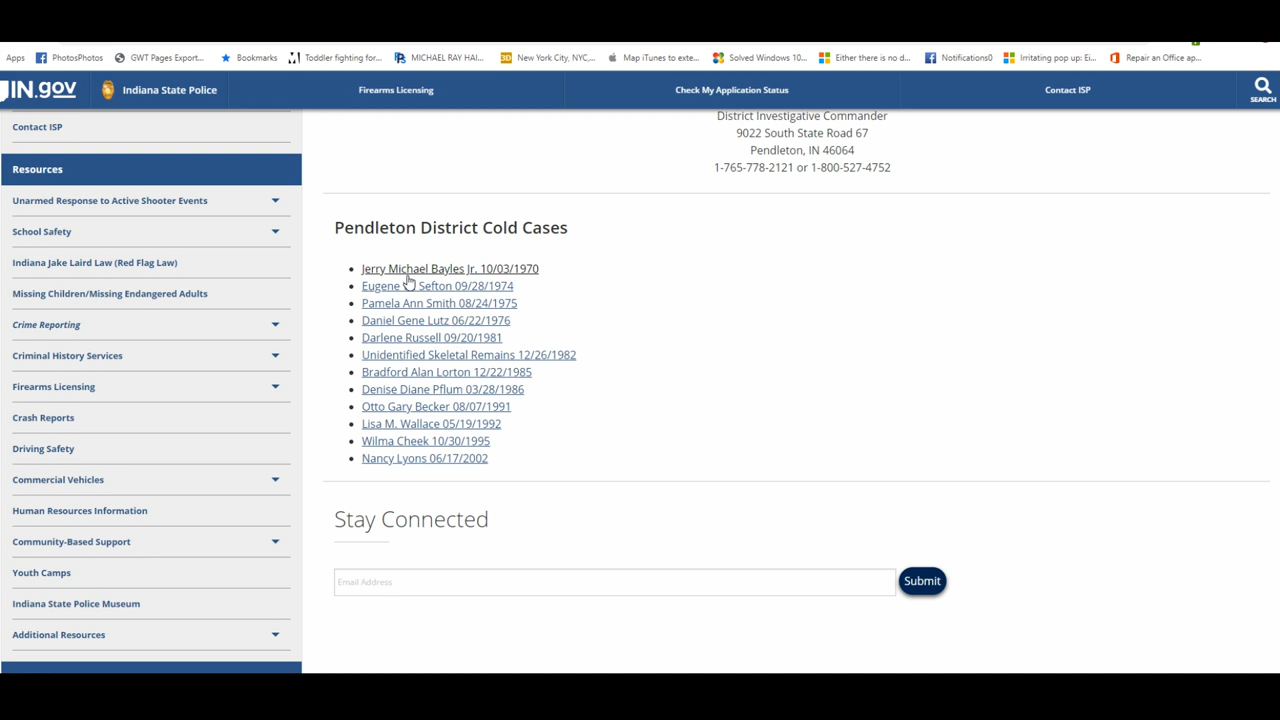 Apps PhotoPhotos GWT Pages Export... Bookmarks Toddler fighting for... MICHAEL RAY HAI... New York City, NYC,... Map iTunes to exte... Solved Windows 10... Either there is no d... Notifications0 Irritating pop up: Ei... Repair an Office ap...
IN.gov Indiana State Police Firearms Licensing Check My Application Status Contact ISP SEARCH
Contact ISP
Resources
Unarmed Response to Active Shooter Events
School Safety
Indiana Jake Laird Law (Red Flag Law)
Missing Children/Missing Endangered Adults
Crime Reporting
Criminal History Services
Firearms Licensing
Crash Reports
Driving Safety
Commercial Vehicles
Human Resources Information
Community-Based Support
Youth Camps
Indiana State Police Museum
Additional Resources
District Investigative Commander
9022 South State Road 67
Pendleton, IN 46064
1-765-778-2121 or 1-800-527-4752
Pendleton District Cold Cases
Jerry Michael Bayles Jr. 10/03/1970
Eugene Sefton 09/28/1974
Pamela Ann Smith 08/24/1975
Daniel Gene Lutz 06/22/1976
Darlene Russell 09/20/1981
Unidentified Skeletal Remains 12/26/1982
Bradford Alan Lorton 12/22/1985
Denise Diane Pflum 03/28/1986
Otto Gary Becker 08/07/1991
Lisa M. Wallace 05/19/1992
Wilma Cheek 10/30/1995
Nancy Lyons 06/17/2002
Stay Connected
Email Address
Submit